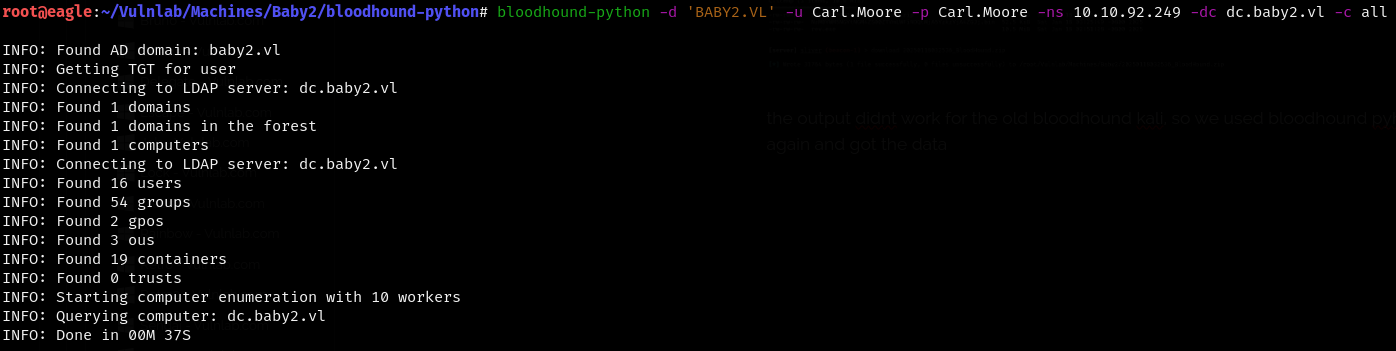 root@eagle:~/Vulnlab/Machines/Baby2/bloodhound-python# bloodhound-python -d 'BABY2.VL' -u Carl.Moore -p Carl.Moore -ns 10.10.92.249 -dc dc.baby2.vl -c all
INFO: Found AD domain: baby2.vl
INFO: Getting TGT for user
INFO: Connecting to LDAP server: dc.baby2.vl
INFO: Found 1 domains
INFO: Found 1 domains in the forest
INFO: Found 1 computers
the output didnt work for the old bloodhound kali, so we used bloodhound
again and got the data
INFO: Connecting to LDAP server: dc.baby2.vl
INFO: Found 16 users
INFO: Found 54 groups
INFO: Found 2 gpos
INFO: Found 3 ous
INFO: Found 19 containers
INFO: Found 0 trusts
INFO: Starting computer enumeration with 10 workers
INFO: Querying computer: dc.baby2.vl
INFO: Done in 00M 37S